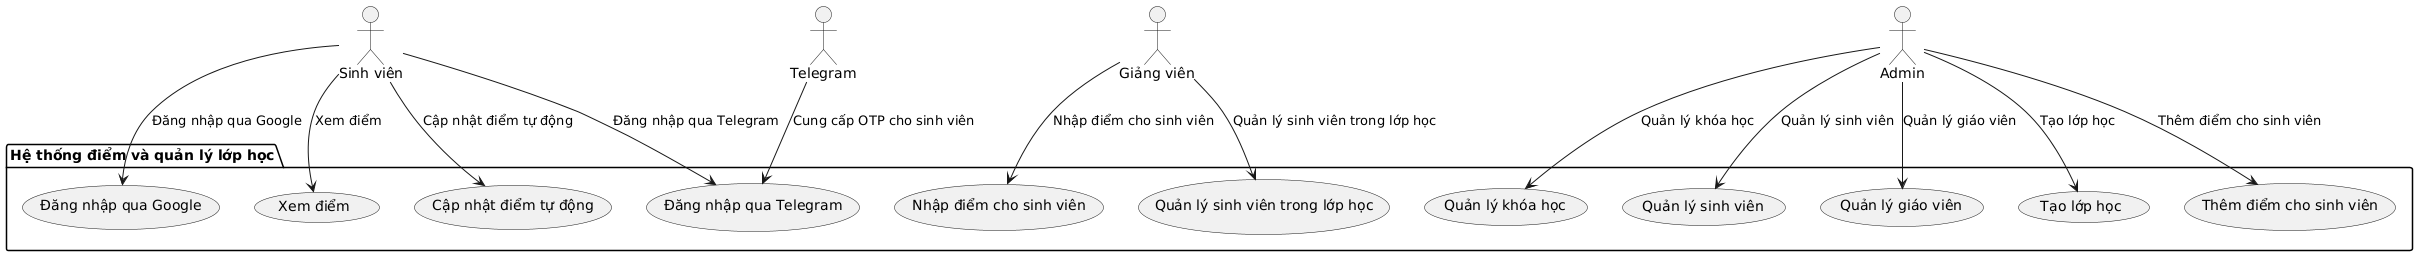 Sinh viên
Telegram
Giảng viên
Admin
Đăng nhập qua Google
Xem điểm
Cập nhật điểm tự động
Đăng nhập qua Telegram
Cung cấp OTP cho sinh viên
Nhập điểm cho sinh viên
Quản lý sinh viên trong lớp học
Quản lý khóa học
Quản lý sinh viên
Quản lý giáo viên
Tạo lớp học
Thêm điểm cho sinh viên
Hệ thống điểm và quản lý lớp học
Đăng nhập qua Google
Xem điểm
Cập nhật điểm tự động
Đăng nhập qua Telegram
Nhập điểm cho sinh viên
Quản lý sinh viên trong lớp học
Quản lý khóa học
Quản lý sinh viên
Quản lý giáo viên
Tạo lớp học
Thêm điểm cho sinh viên